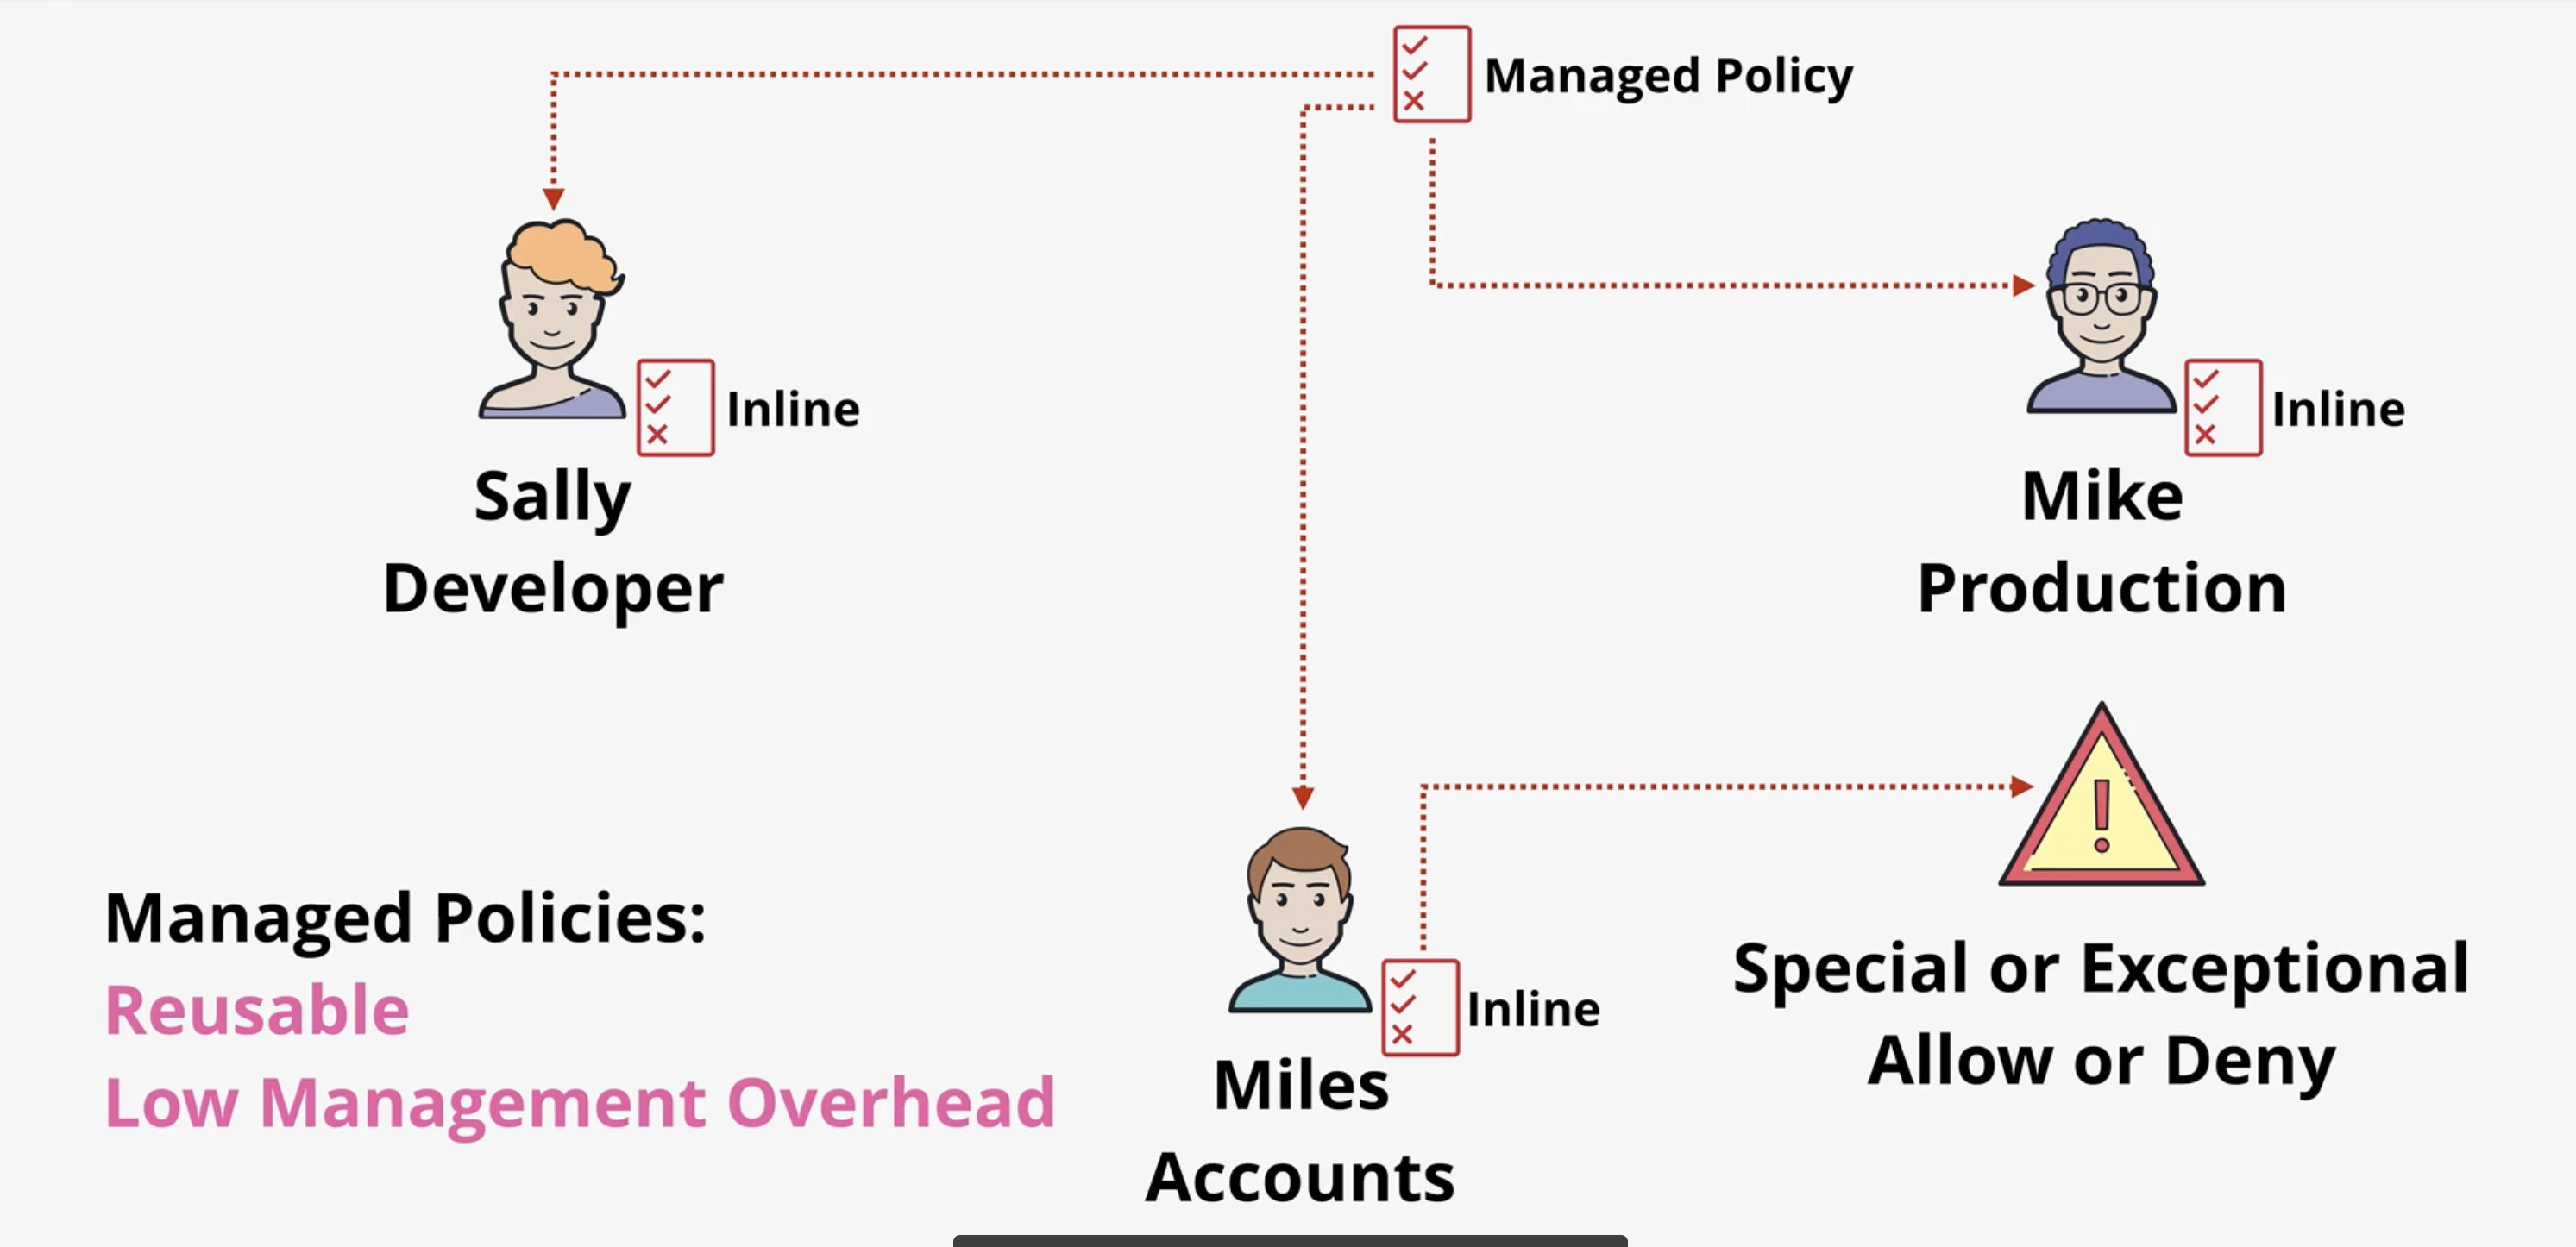 Managed Policy
Inline
Sally
Developer
Inline
Mike
Production
Managed Policies:
Reusable
Low Management Overhead
Inline
Miles
Accounts
Special or Exceptional
Allow or Deny